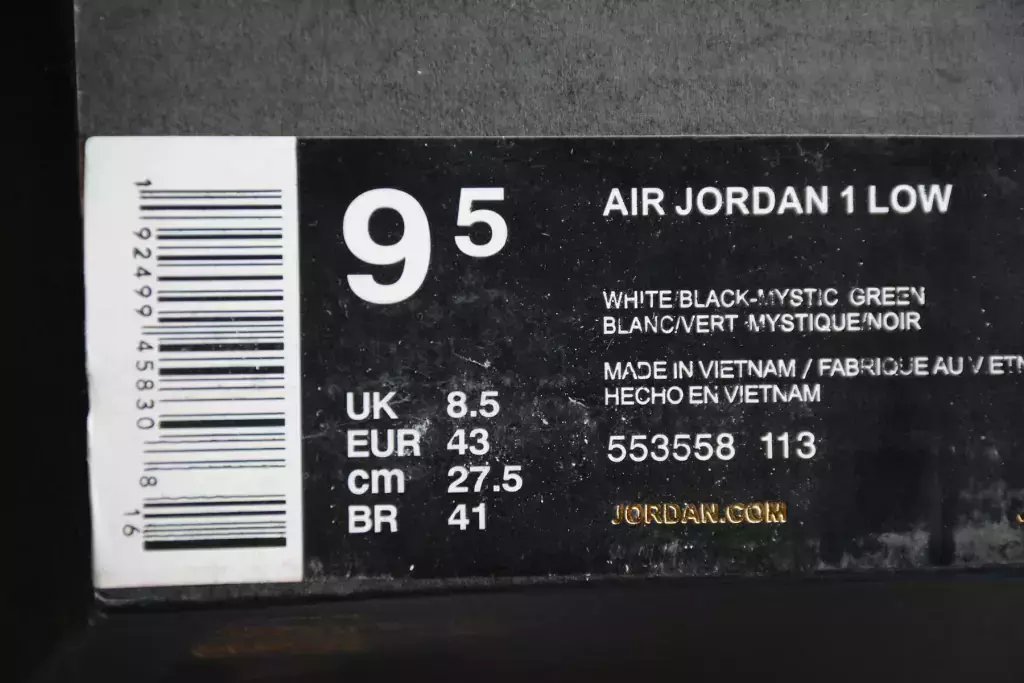 1 92499 45830 8
16
9 5
UK 8.5
EUR 43
cm 27.5
BR 41
AIR JORDAN 1 LOW
WHITE/BLACK-MYSTIC GREEN
BLANC/VERT MYSTIQUE/NOIR
MADE IN VIETNAM / FABRIQUE AU VIETN
HECHO EN VIETNAM
553558 113
JORDAN.COM